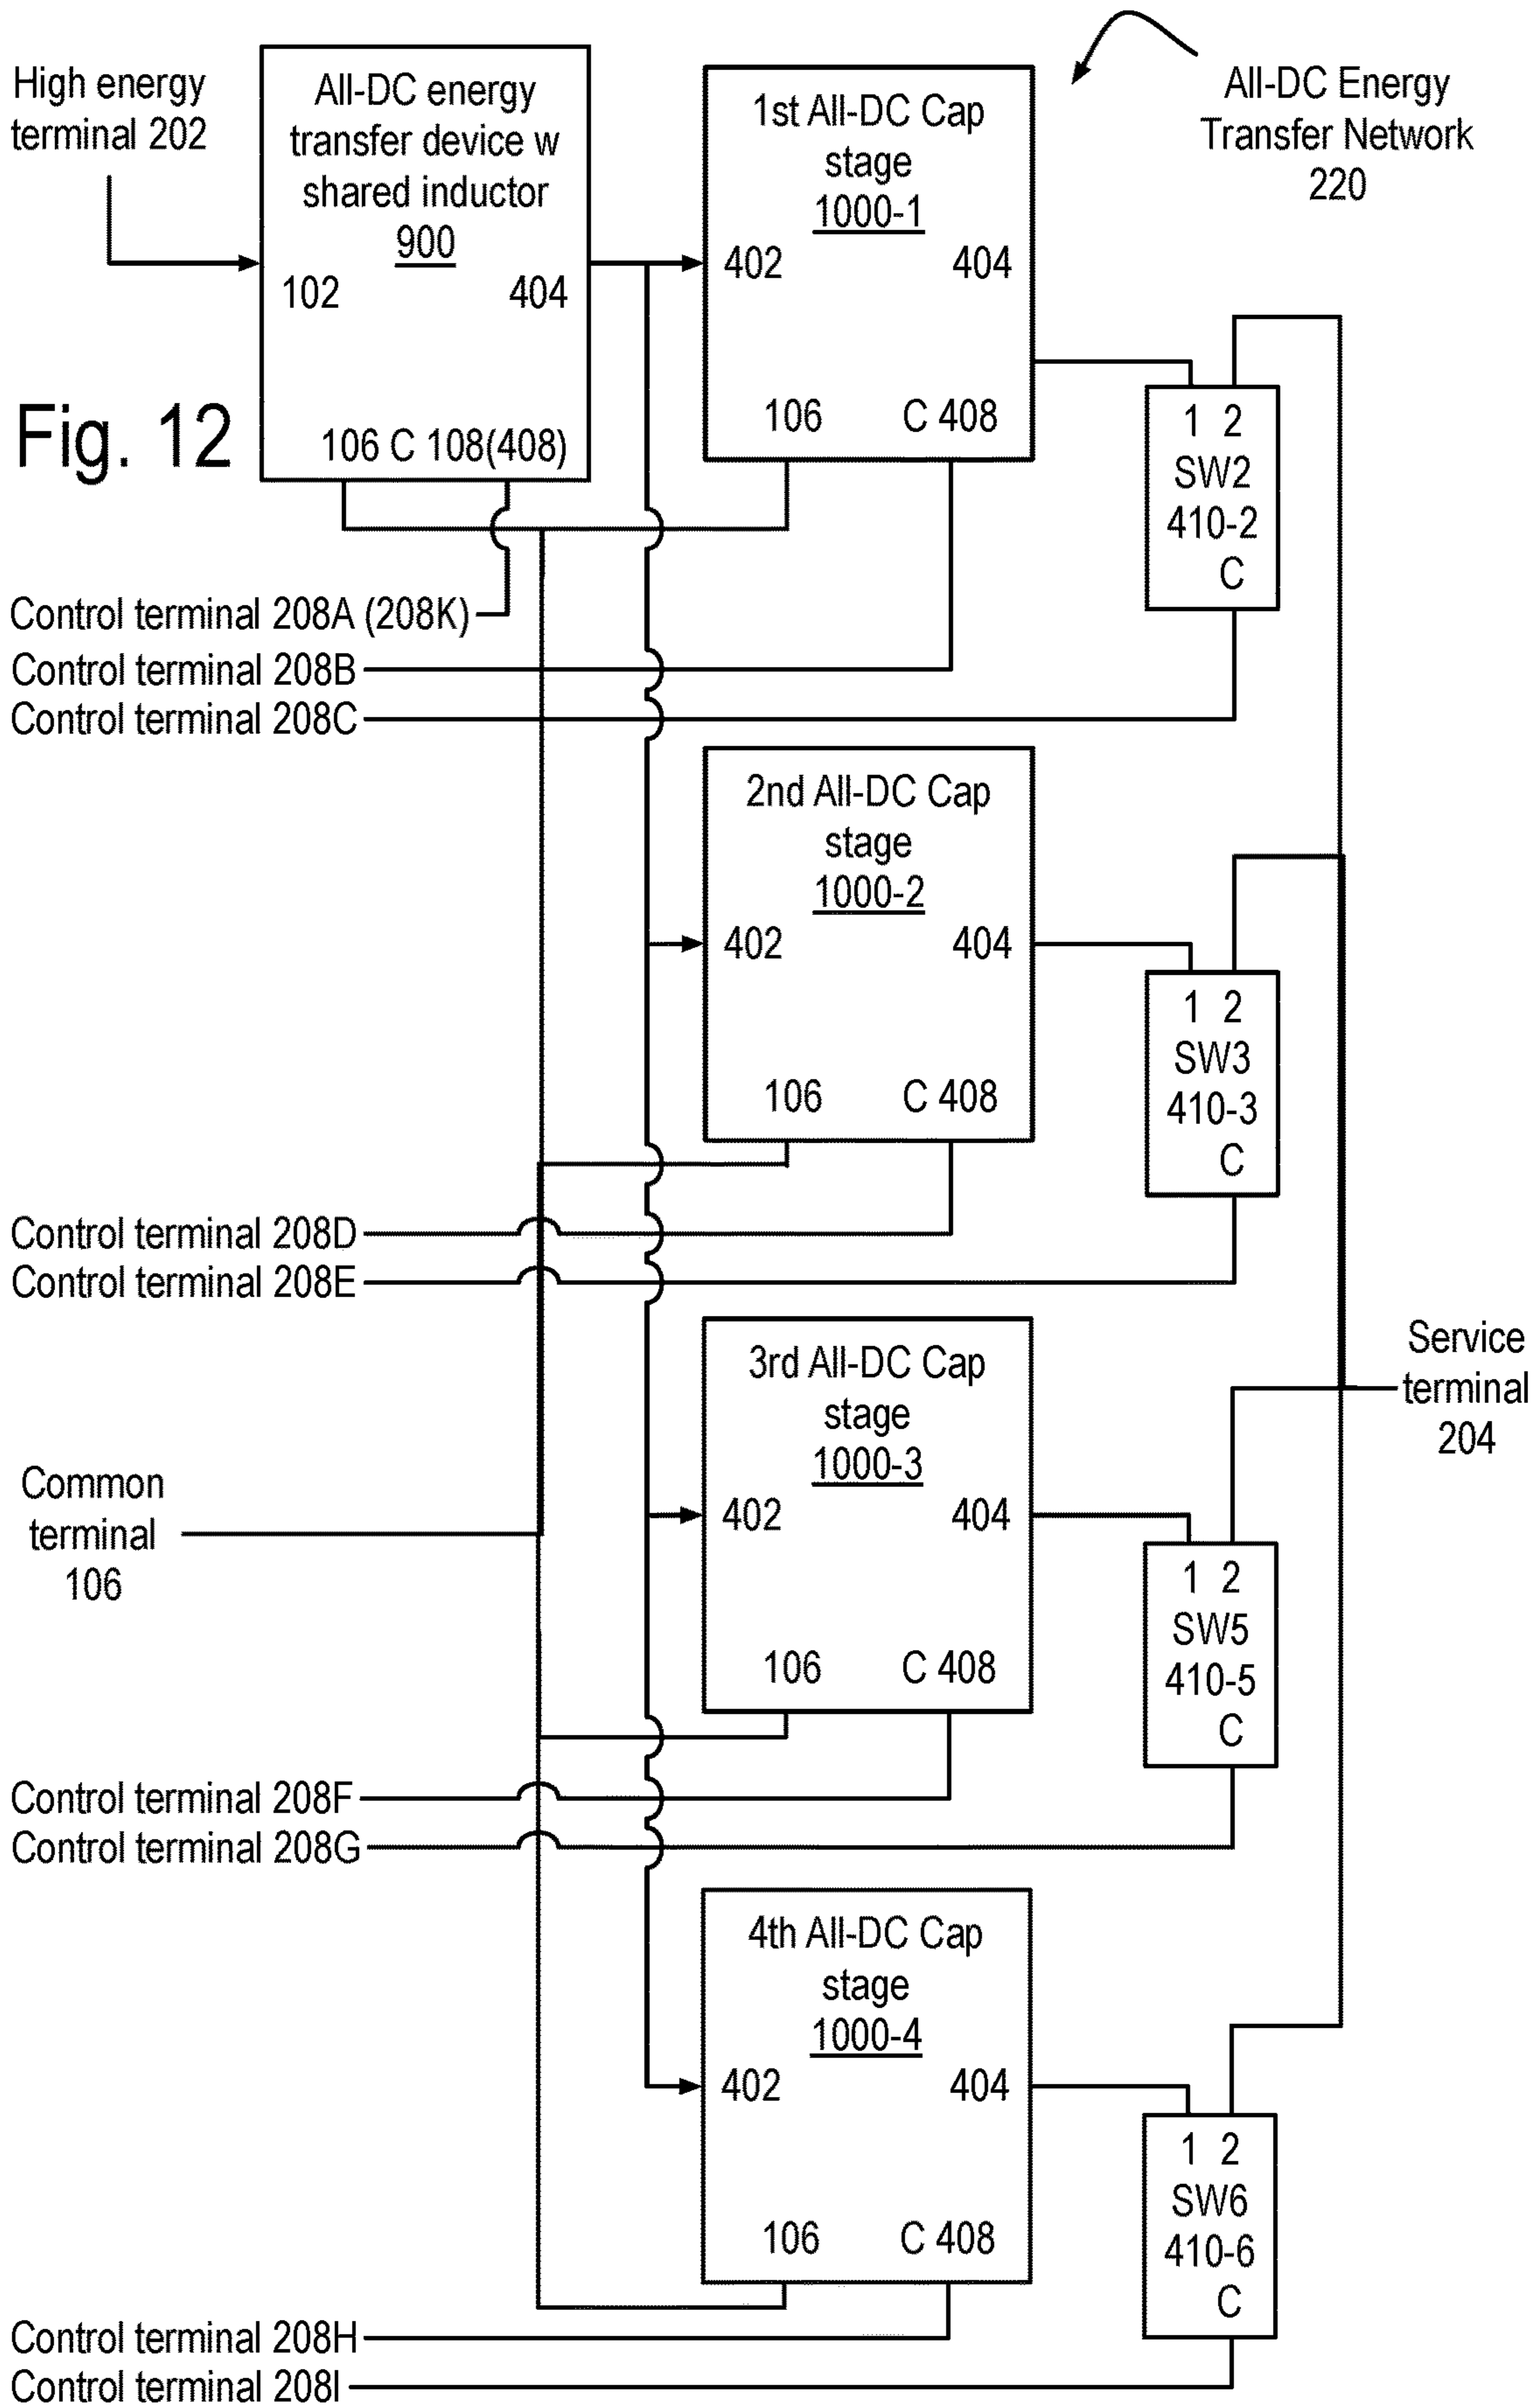 High energy
terminal 202
All-DC energy
transfer device w
shared inductor
900
102
404
106 C 108(408)
1st All-DC Cap
stage
1000-1
402
404
106
C 408
All-DC Energy
Transfer Network
220
Fig. 12
1 2
SW2
410-2
C
Control terminal 208A (208K)
Control terminal 208B
Control terminal 208C
2nd All-DC Cap
stage
1000-2
402
404
106
C 408
1 2
SW3
410-3
C
Control terminal 208D
Control terminal 208E
3rd All-DC Cap
stage
1000-3
402
404
106
C 408
Service
terminal
204
Common
terminal
106
1 2
SW5
410-5
C
Control terminal 208F
Control terminal 208G
4th All-DC Cap
stage
1000-4
402
404
106
C 408
1 2
SW6
410-6
C
Control terminal 208H
Control terminal 208I